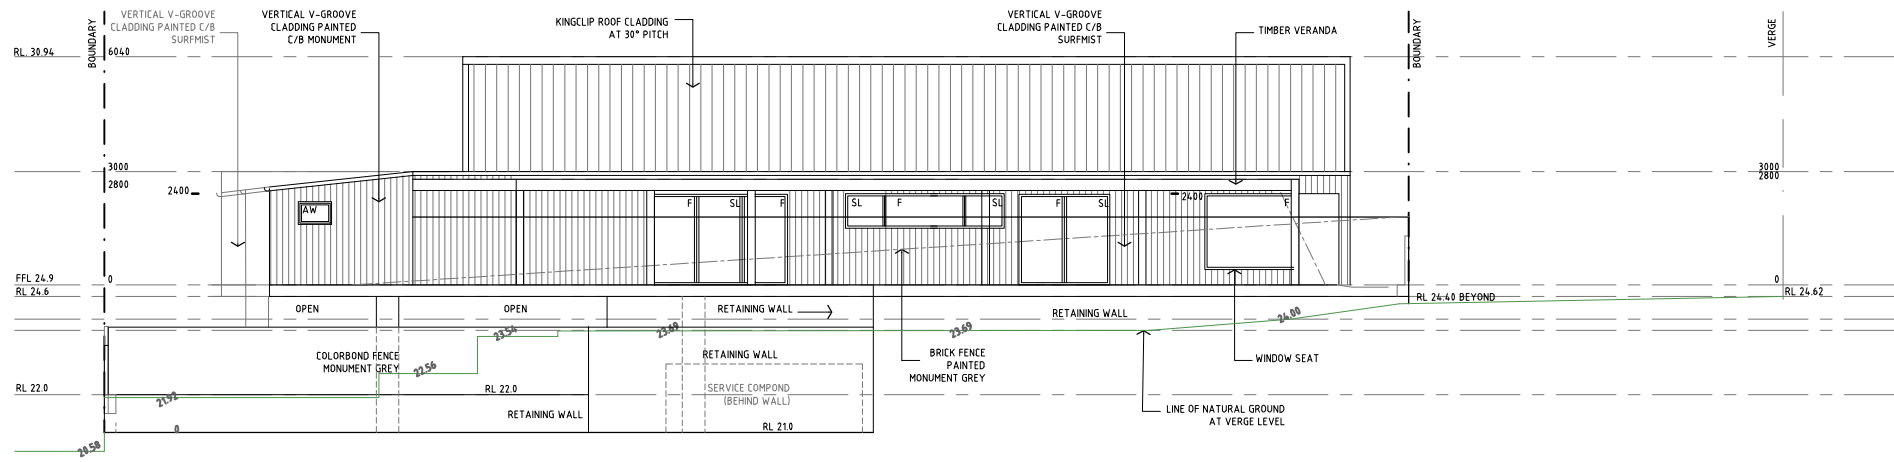 VERTICAL V-GROOVE
CLADDING PAINTED C/B
SURFMIST
VERTICAL V-GROOVE
CLADDING PAINTED
C/B MONUMENT
KINGCLIP ROOF CLADDING
AT 30° PITCH
VERTICAL V-GROOVE
CLADDING PAINTED C/B
SURFMIST
TIMBER VERANDA
BOUNDARY
BOUNDARY
VERGE
RL. 30.94
6040
3000
2800
2400
3000
2800
2400
AW
F
SL
F
SL
F
SL
F
SL
F
FFL 24.9
0
0
RL 24.6
RL 24.62
RL 24.40 BEYOND
OPEN
OPEN
RETAINING WALL
RETAINING WALL
24.00
23.54
23.69
23.69
COLORBOND FENCE
MONUMENT GREY
22.56
RETAINING WALL
BRICK FENCE
PAINTED
MONUMENT GREY
WINDOW SEAT
RL 22.0
RL 22.0
21.92
SERVICE COMPOND
(BEHIND WALL)
RETAINING WALL
LINE OF NATURAL GROUND
AT VERGE LEVEL
0
RL 21.0
20.58